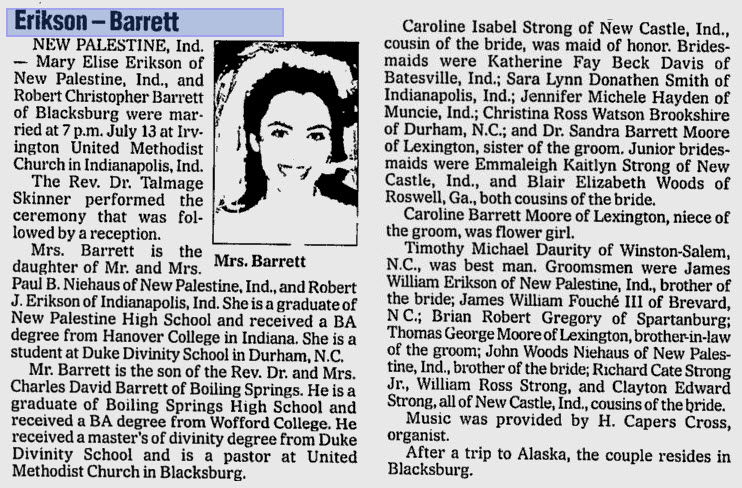 Erikson – Barrett
NEW PALESTINE, Ind.
— Mary Elise Erikson of
New Palestine, Ind., and
Robert Christopher Barrett
of Blacksburg were mar-
ried at 7 p.m. July 13 at Irv-
ington United Methodist
Church in Indianapolis, Ind.
The Rev. Dr. Talmage
Skinner performed the
ceremony that was fol-
lowed by a reception.
Mrs. Barrett is the
daughter of Mr. and Mrs.
Mrs. Barrett
Paul B. Niehaus of New Palestine, Ind., and Robert
J. Erikson of Indianapolis, Ind. She is a graduate of
New Palestine High School and received a BA
degree from Hanover College in Indiana. She is a
student at Duke Divinity School in Durham, N.C.
Mr. Barrett is the son of the Rev. Dr. and Mrs.
Charles David Barrett of Boiling Springs. He is a
graduate of Boiling Springs High School and
received a BA degree from Wofford College. He
received a master's of divinity degree from Duke
Divinity School and is a pastor at United
Methodist Church in Blacksburg.
Caroline Isabel Strong of New Castle, Ind.,
cousin of the bride, was maid of honor. Brides-
maids were Katherine Fay Beck Davis of
Batesville, Ind.; Sara Lynn Donathen Smith of
Indianapolis, Ind.; Jennifer Michele Hayden of
Muncie, Ind.; Christina Ross Watson Brookshire
of Durham, N.C.; and Dr. Sandra Barrett Moore
of Lexington, sister of the groom. Junior brides-
maids were Emmaleigh Kaitlyn Strong of New
Castle, Ind., and Blair Elizabeth Woods of
Roswell, Ga., both cousins of the bride.
Caroline Barrett Moore of Lexington, niece of
the groom, was flower girl.
Timothy Michael Daurity of Winston-Salem,
N.C., was best man. Groomsmen were James
William Erikson of New Palestine, Ind., brother of
the bride; James William Fouché III of Brevard,
N C.; Brian Robert Gregory of Spartanburg;
Thomas George Moore of Lexington, brother-in-law
of the groom; John Woods Niehaus of New Pales-
tine, Ind., brother of the bride; Richard Cate Strong
Jr., William Ross Strong, and Clayton Edward
Strong, all of New Castle, Ind., cousins of the bride.
Music was provided by H. Capers Cross,
organist.
After a trip to Alaska, the couple resides in
Blacksburg.